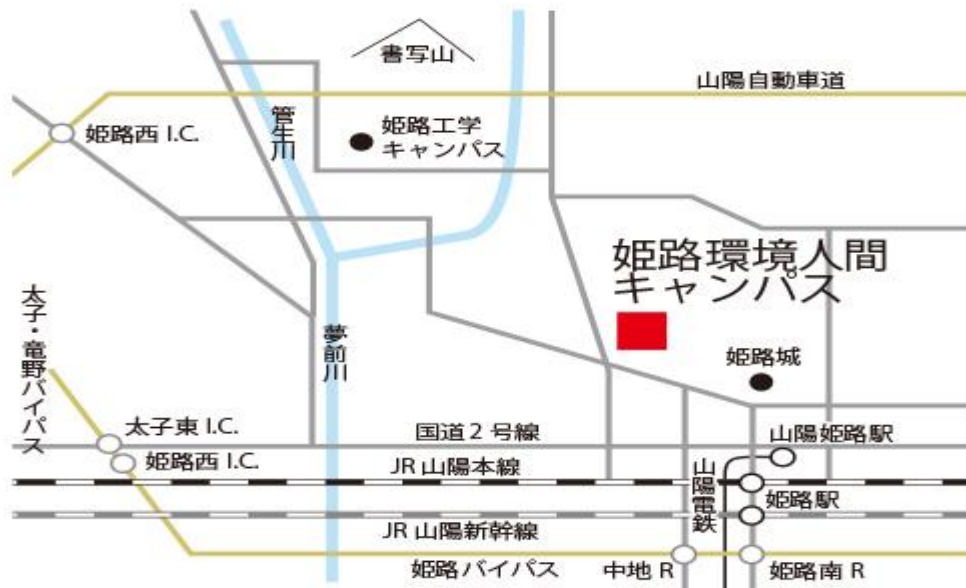 書写山
山陽自動車道
姫路西 I.C.
管生川
姫路工学
キャンパス
姫路環境人間
キャンパス
太子・竜野バイパス
夢前川
姫路城
太子東 I.C.
国道2号線
山陽姫路駅
姫路西 I.C.
JR 山陽本線
山陽電鉄
姫路駅
JR 山陽新幹線
姫路バイパス
中地 R
姫路南 R